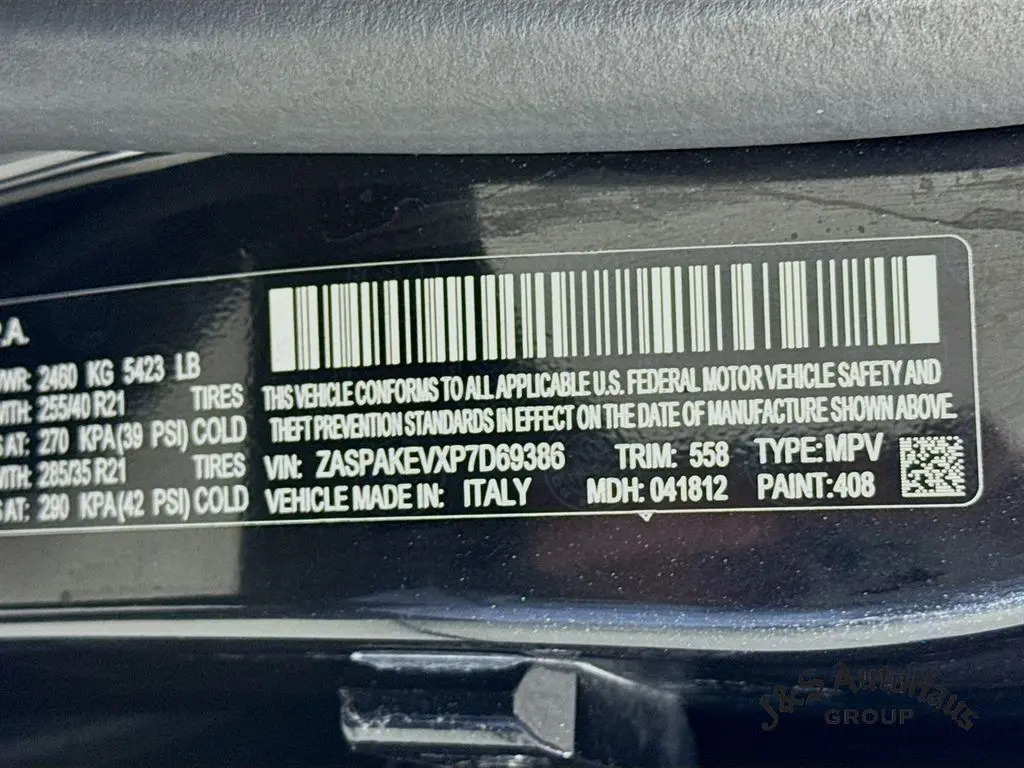 P.A.
THIS VEHICLE CONFORMS TO ALL APPLICABLE U.S. FEDERAL MOTOR VEHICLE SAFETY AND
THEFT PREVENTION STANDARDS IN EFFECT ON THE DATE OF MANUFACTURE SHOWN ABOVE.
VWR: 2460 KG 5423 LB
255/40 R21 TIRES
AT: 270 KPA(39 PSI) COLD
285/35 R21 TIRES
AT: 290 KPA(42 PSI) COLD
VIN: ZASPAKEVXP7D69386 TRIM: 558 TYPE: MPV
VEHICLE MADE IN: ITALY MDH: 041812 PAINT:408
J&S AutoHaus
GROUP